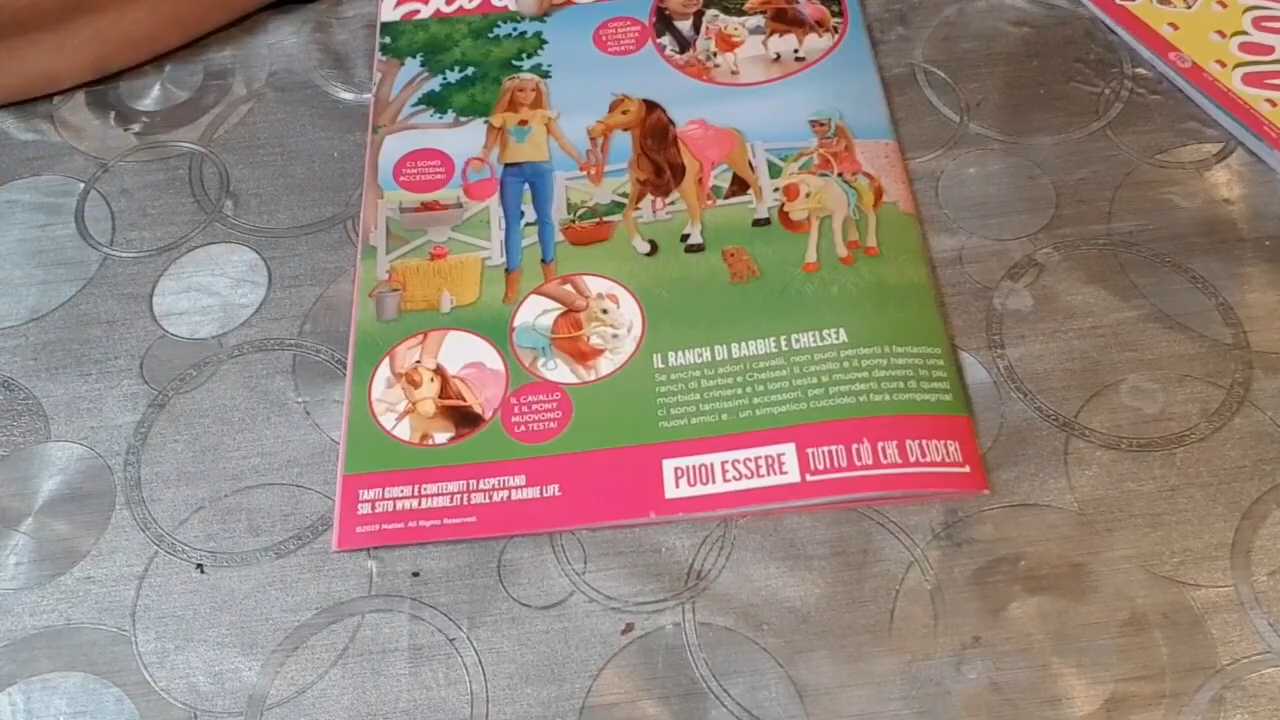 GIOCA
CON BARBIE
E CHELSEA
ALL'ARIA
APERTA!
CI SONO
TANTISSIMI
ACCESSORI!
IL CAVALLO
E IL PONY
MUOVONO
LA TESTA!
IL RANCH DI BARBIE E CHELSEA
Se anche tu adori i cavalli, non puoi perderti il fantastico
ranch di Barbie e Chelsea! Il cavallo e il pony hanno una
morbida criniera e la loro testa si muove davvero. In più
ci sono tantissimi accessori, per prenderti cura di questi
nuovi amici e... un simpatico cucciolo vi farà compagnia!
PUOI ESSERE TUTTO CIÒ CHE DESIDERI
TANTI GIOCHI E CONTENUTI TI ASPETTANO
SUL SITO WWW.BARBIE.IT E SULL'APP BARBIE LIFE.
©2019 Mattel. All Rights Reserved.